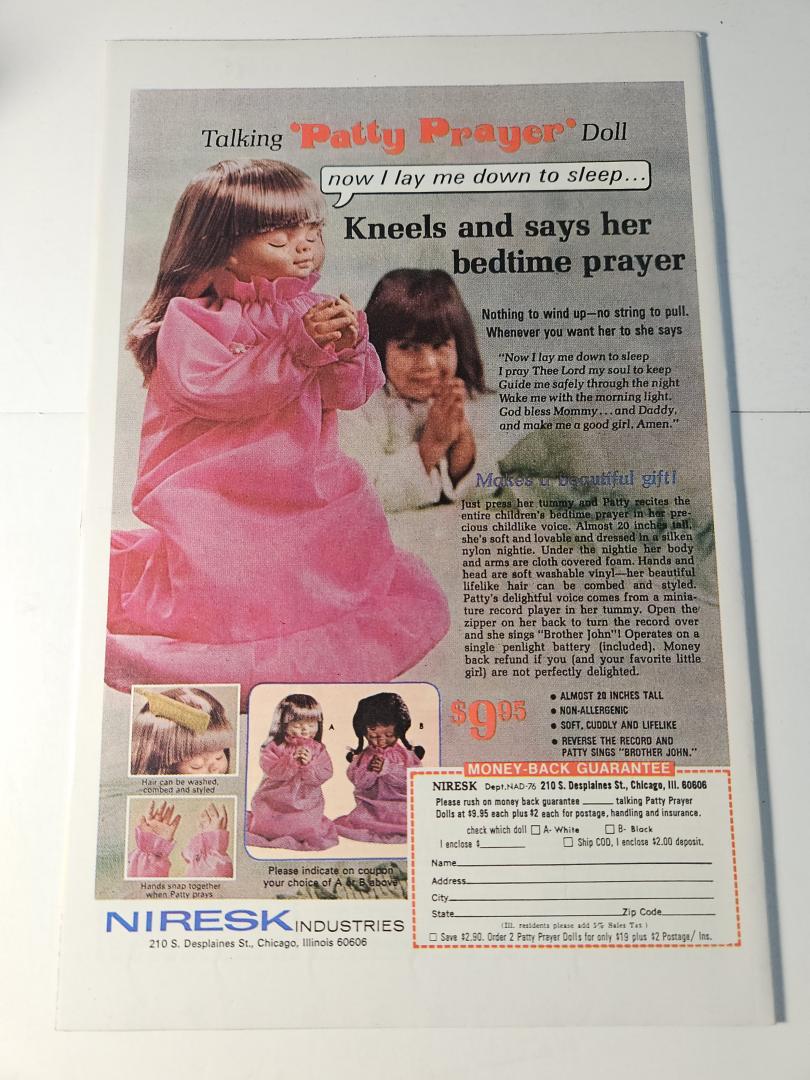 Talking 'Patty Prayer' Doll
now I lay me down to sleep...
Kneels and says her
bedtime prayer
Nothing to wind up—no string to pull.
Whenever you want her to she says
"Now I lay me down to sleep
I pray Thee Lord my soul to keep
Guide me safely through the night
Wake me with the morning light.
God bless Mommy...and Daddy,
and make me a good girl, Amen."
Makes a beautiful gift!
Just press her tummy and Patty recites the
entire children's bedtime prayer in her pre-
cious childlike voice. Almost 20 inches tall,
she's soft and lovable and dressed in a silken
nylon nightie. Under the nightie her body
and arms are cloth covered foam. Hands and
head are soft washable vinyl—her beautiful
lifelike hair can be combed and styled.
Patty's delightful voice comes from a minia-
ture record player in her tummy. Open the
zipper on her back to turn the record over
and she sings "Brother John"! Operates on a
single penlight battery (included). Money
back refund if you (and your favorite little
girl) are not perfectly delighted.
$9.95
• ALMOST 20 INCHES TALL
• NON-ALLERGENIC
• SOFT, CUDDLY AND LIFELIKE
• REVERSE THE RECORD AND
PATTY SINGS "BROTHER JOHN."
Hair can be washed,
combed and styled
Hands snap together
when Patty prays
A
B
Please indicate on coupon
your choice of A or B above
NIRESK INDUSTRIES
210 S. Desplaines St., Chicago, Illinois 60606
MONEY-BACK GUARANTEE
NIRESK Dept.NAD-76 210 S. Desplaines St., Chicago, Ill. 60606
Please rush on money back guarantee ______ talking Patty Prayer
Dolls at $9.95 each plus $2 each for postage, handling and insurance.
check which doll □ A- White □ B- Black
I enclose $________ □ Ship COD, I enclose $2.00 deposit.
Name
Address
City
State Zip Code
(Ill. residents please add 5% Sales Tax)
□ Save $2.90. Order 2 Patty Prayer Dolls for only $19 plus $2 Postage/ Ins.